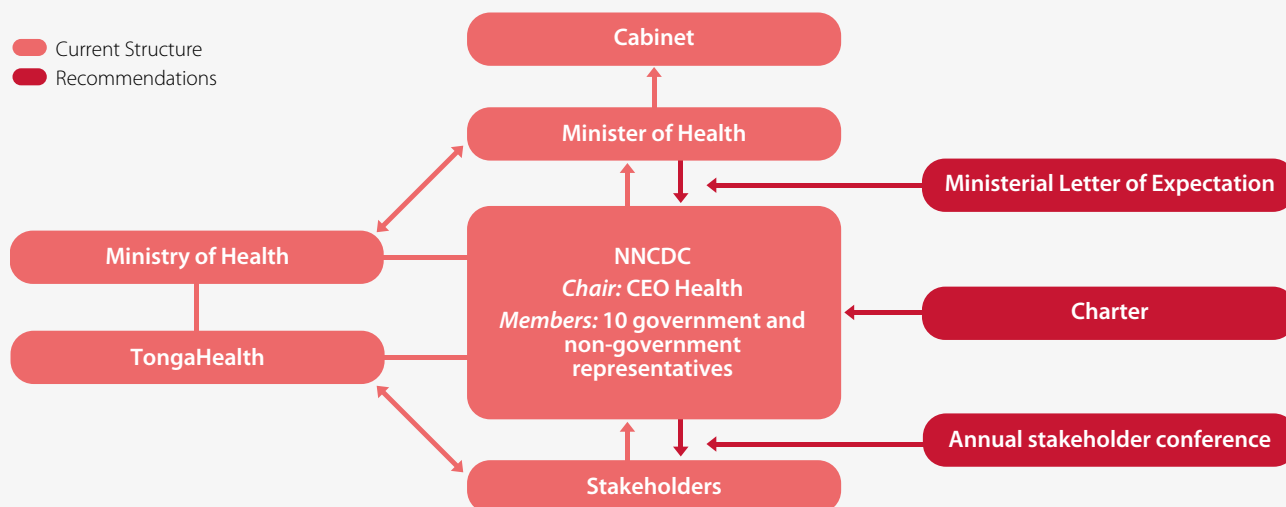 Current Structure
Recommendations
Cabinet
Minister of Health
Ministerial Letter of Expectation
Ministry of Health
NNCDC
Chair: CEO Health
Members: 10 government and
non-government
representatives
Charter
TongaHealth
Annual stakeholder conference
Stakeholders